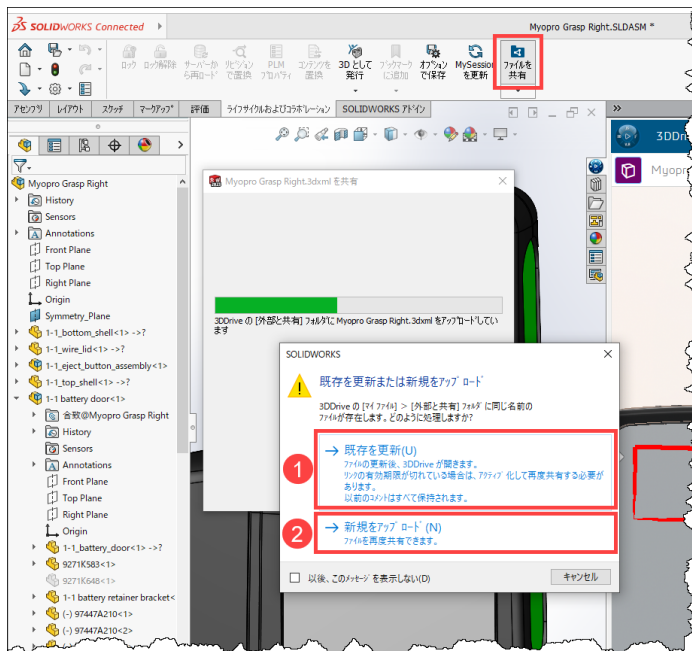 SOLIDWORKS Connected
Myopro Grasp Right.SLDASM *
ロック
ロック解除
サーバーから再ロード
リビジョンで置換
PLM
コンテンツを置換
3D として発行
ブックマークに追加
オプションで保存
MySession を更新
ファイルを共有
アセンブリ
レイアウト
スケッチ
マークアップ
評価
ライフサイクルおよびコラボレーション
SOLIDWORKS アドイン
3DDri
Myopr
Myopro Grasp Right
History
Sensors
Annotations
Front Plane
Top Plane
Right Plane
Origin
Symmetry_Plane
1-1_bottom_shell<1> ->?
1-1_wire_lid<1> ->?
1-1_eject_button_assembly<1>
1-1_top_shell<1> ->?
1-1 battery door<1>
合致@Myopro Grasp Right
History
Sensors
Annotations
Front Plane
Top Plane
Right Plane
Origin
1-1_battery_door<1> ->?
9271K583<1>
9271K648<1>
1-1 battery retainer bracket<
(-) 97447A210<1>
(-) 97447A210<2>
Myopro Grasp Right.3dxml を共有
3DDrive の [外部と共有] フォルダに Myopro Grasp Right.3dxml をアップロードしてい
ます
SOLIDWORKS
既存を更新または新規をアップロード
3DDrive の [マイ ファイル] > [外部と共有] フォルダ に同じ名前の
ファイルが存在します。どのように処理しますか?
1
既存を更新(U)
ファイルの更新後、3DDrive が開きます。
リンクの有効期限が切れている場合は、アクティブ化して再度共有する必要が
あります。
以前のコメントはすべて保持されます。
2
新規をアップロード(N)
ファイルを再度共有できます。
以後、このメッセージを表示しない(D)
キャンセル